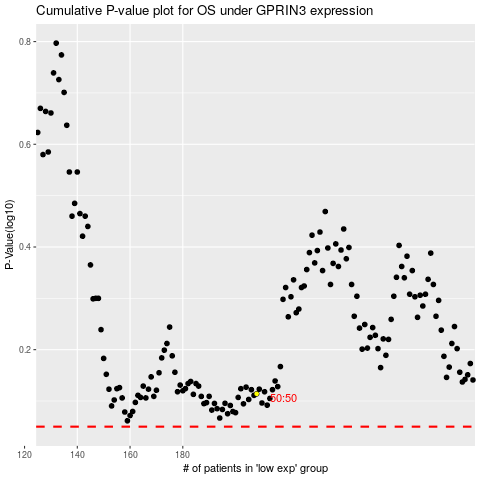 Cumulative P-value plot for OS under GPRIN3 expression
P-Value(log10)
0.8
0.6
0.4
0.2
50:50
120 140 160 180
# of patients in 'low exp' group